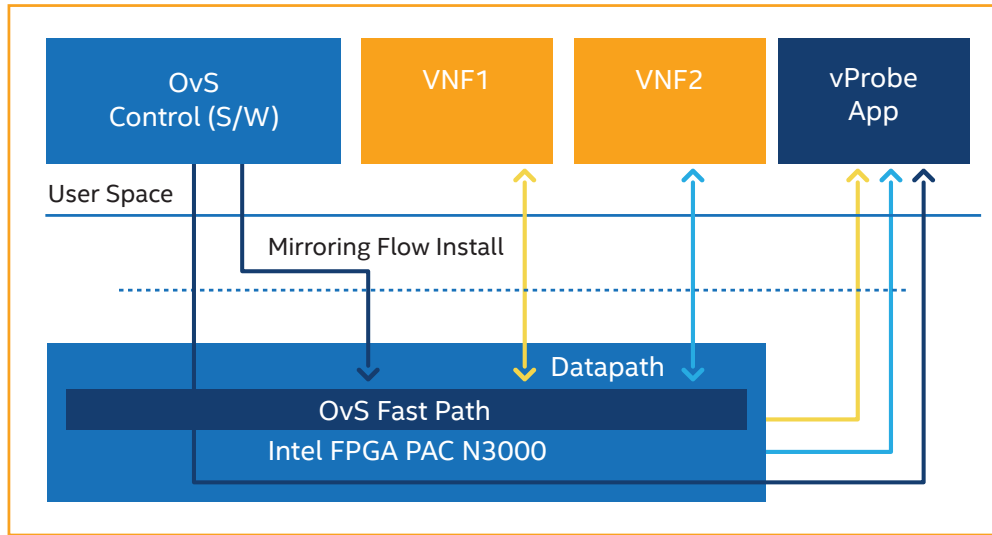 OvS
Control (S/W)
VNF1
VNF2
vProbe
App
User Space
Mirroring Flow Install
Datapath
OvS Fast Path
Intel FPGA PAC N3000